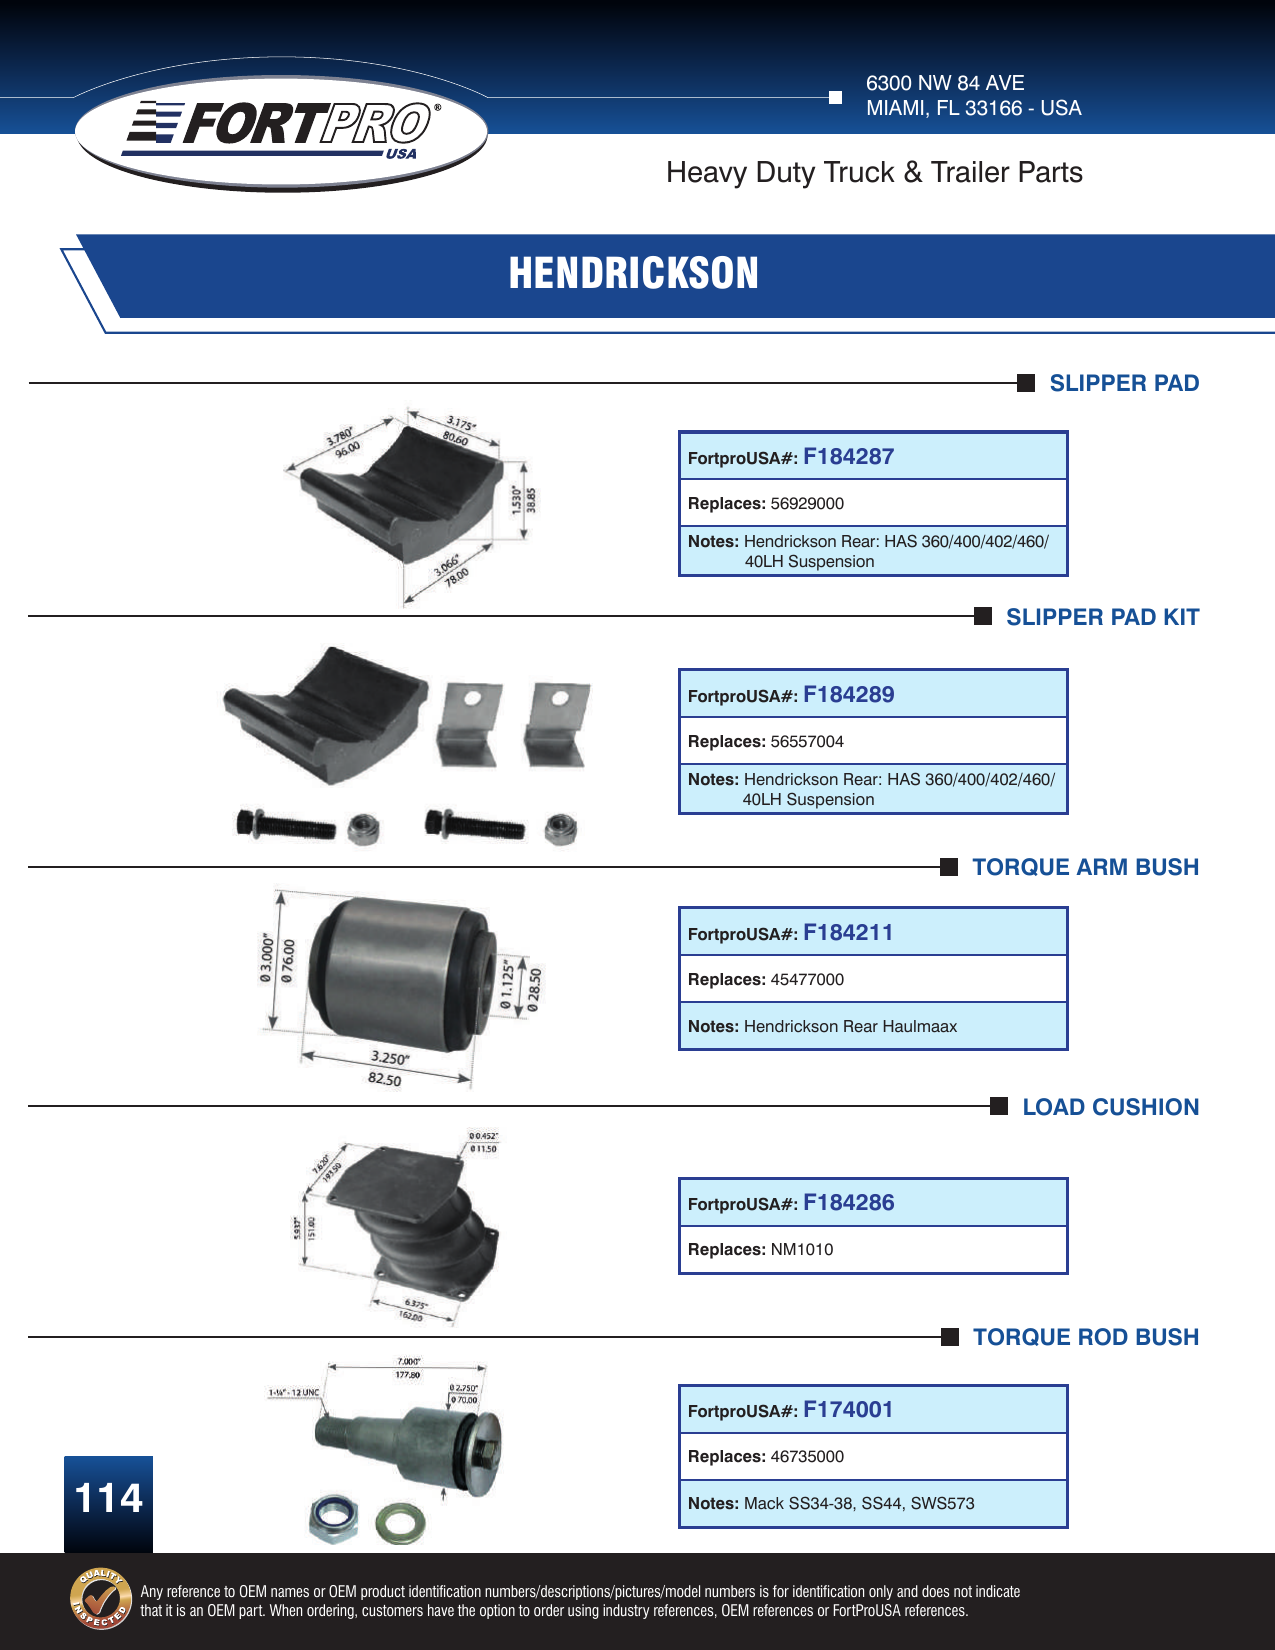 FORTPRO®
USA
6300 NW 84 AVE
MIAMI, FL 33166 - USA
Heavy Duty Truck & Trailer Parts
HENDRICKSON
SLIPPER PAD
3.780"
96.00
3.175"
80.60
1.530"
38.85
3.066"
78.00
FortproUSA#: F184287
Replaces: 56929000
Notes: Hendrickson Rear: HAS 360/400/402/460/
40LH Suspension
SLIPPER PAD KIT
FortproUSA#: F184289
Replaces: 56557004
Notes: Hendrickson Rear: HAS 360/400/402/460/
40LH Suspension
TORQUE ARM BUSH
Ø 3.000"
Ø 76.00
Ø 1.125"
Ø 28.50
3.250"
82.50
FortproUSA#: F184211
Replaces: 45477000
Notes: Hendrickson Rear Haulmaax
LOAD CUSHION
Ø 0.452"
Ø 11.50
7.620"
193.50
5.937"
151.00
6.375"
162.00
FortproUSA#: F184286
Replaces: NM1010
TORQUE ROD BUSH
7.000"
177.80
1-¼" - 12 UNC
Ø 2.750"
Ø 70.00
FortproUSA#: F174001
Replaces: 46735000
Notes: Mack SS34-38, SS44, SWS573
114
QUALITY
INSPECTED
Any reference to OEM names or OEM product identification numbers/descriptions/pictures/model numbers is for identification only and does not indicate
that it is an OEM part. When ordering, customers have the option to order using industry references, OEM references or FortProUSA references.